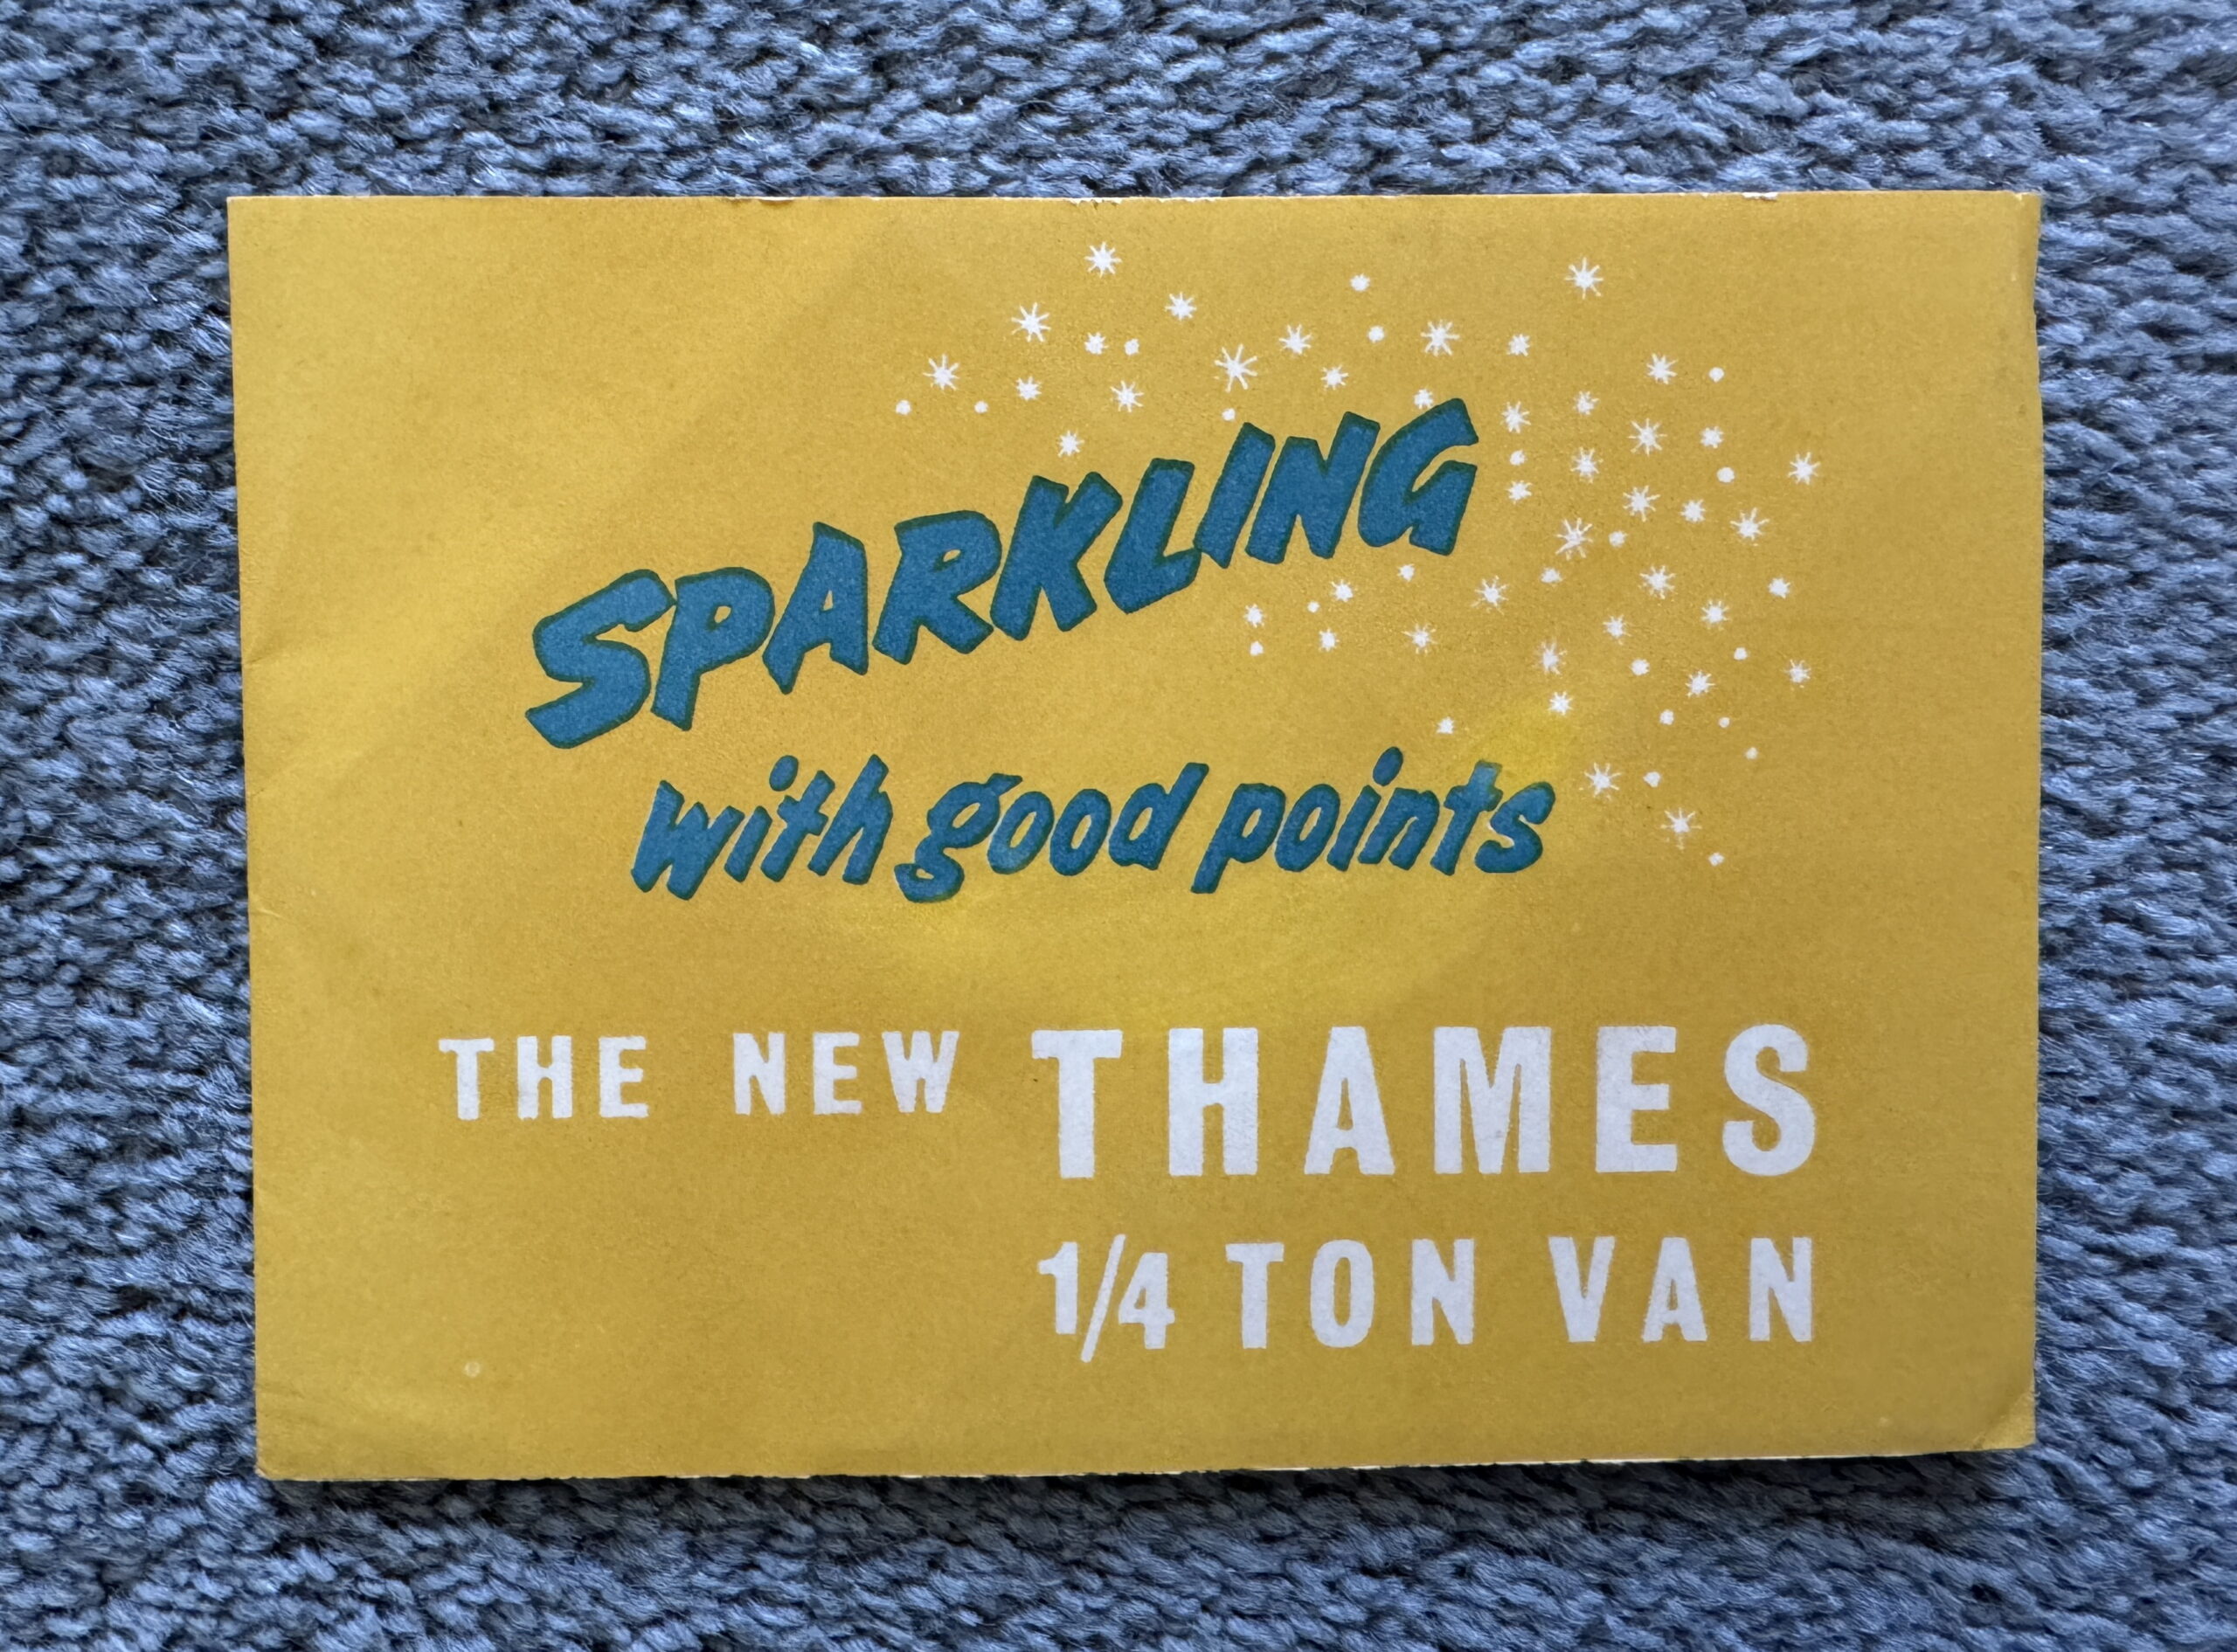 SPARKLING
with good points
THE NEW THAMES
1/4 TON VAN